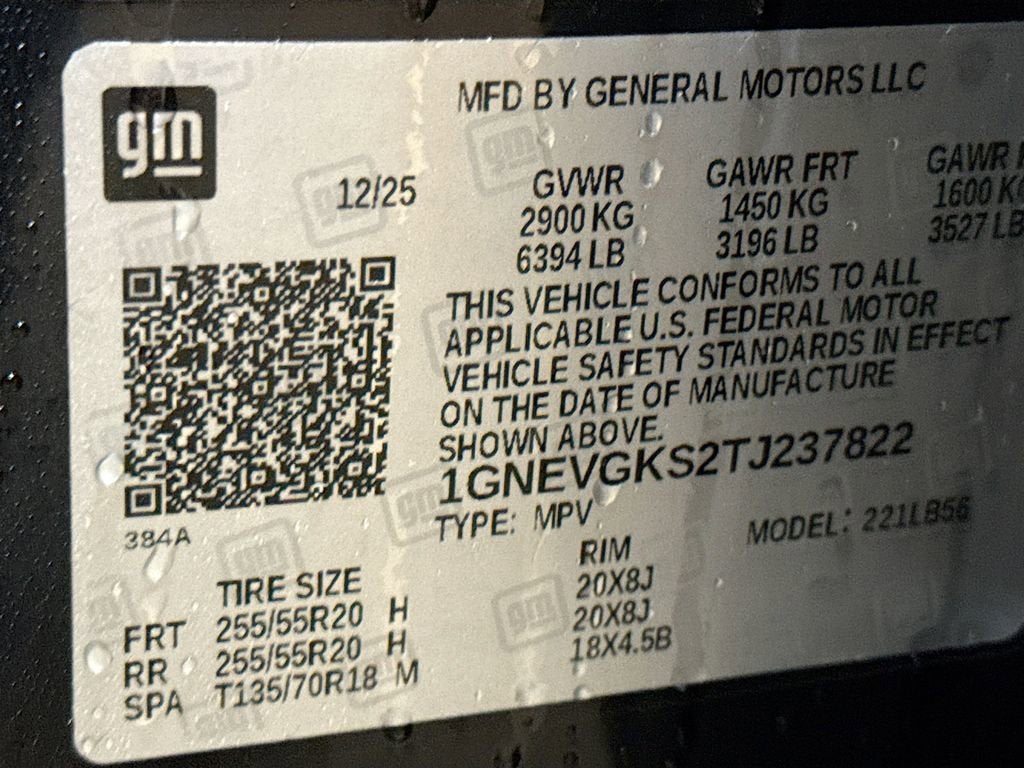 gm
MFD BY GENERAL MOTORS LLC
12/25
GVWR GAWR FRT GAWR
2900 KG 1450 KG 1600 KG
6394 LB 3196 LB 3527 LB
THIS VEHICLE CONFORMS TO ALL
APPLICABLE U.S. FEDERAL MOTOR
VEHICLE SAFETY STANDARDS IN EFFECT
ON THE DATE OF MANUFACTURE
SHOWN ABOVE.
1GNEVGKS2TJ237822
384A
TYPE: MPV MODEL: 221LB56
TIRE SIZE RIM
FRT 255/55R20 H 20X8J
RR 255/55R20 H 20X8J
SPA T135/70R18 M 18X4.5B